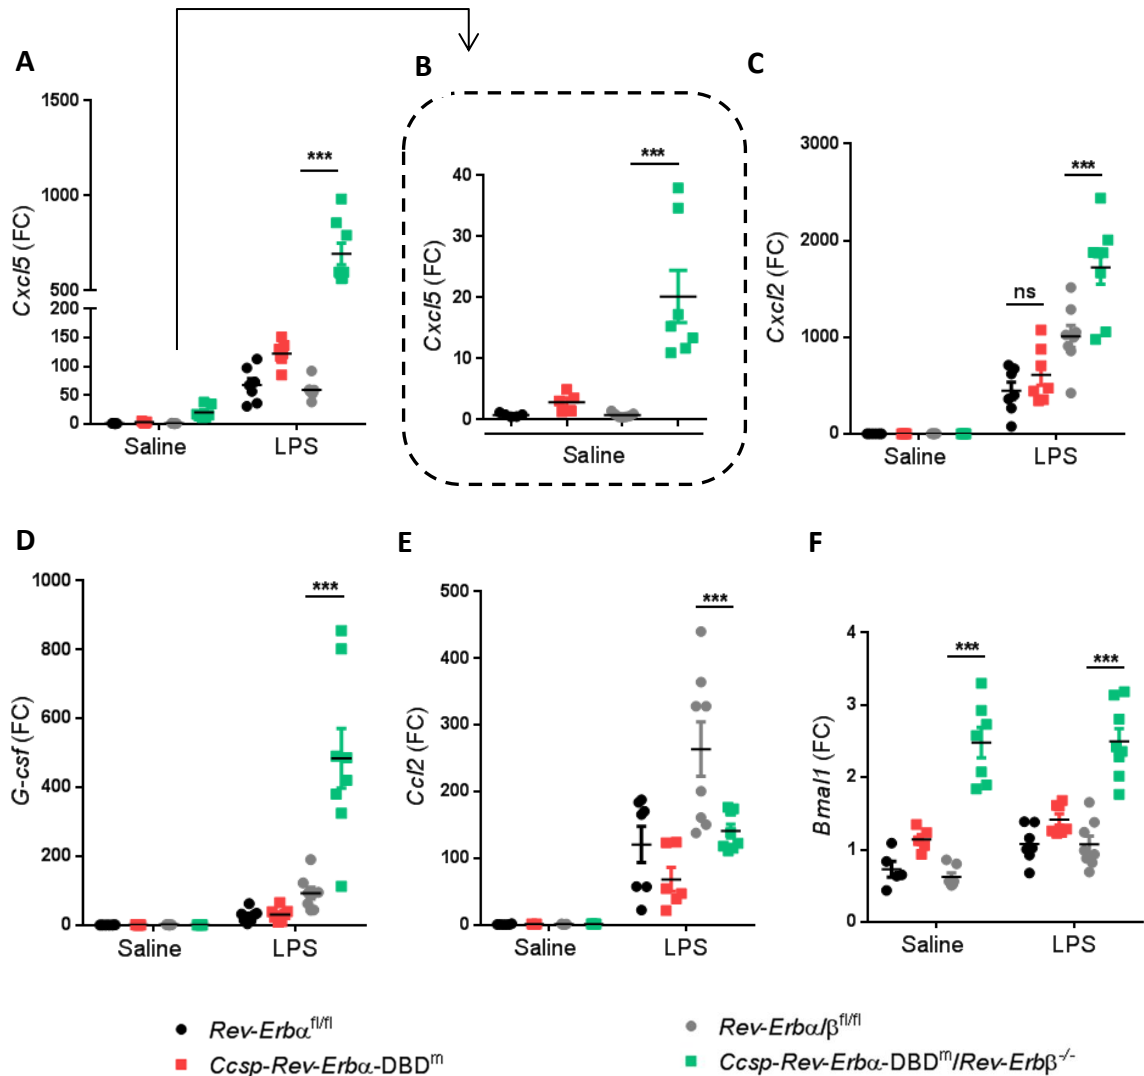 A
Cxcl5 (FC)
1500
1000
500
200
150
100
50
0
***
Saline
LPS
B
Cxcl5 (FC)
40
30
20
10
0
***
Saline
C
Cxcl2 (FC)
3000
2000
1000
0
ns
***
Saline
LPS
D
G-csf (FC)
1000
800
600
400
200
0
***
Saline
LPS
E
Ccl2 (FC)
500
400
300
200
100
0
***
Saline
LPS
F
Bmal1 (FC)
4
3
2
1
0
***
***
Saline
LPS
Rev-Erbα^fl/fl
Ccsp-Rev-Erbα-DBD^m
Rev-Erbα/β^fl/fl
Ccsp-Rev-Erbα-DBD^m/Rev-Erbβ^-/-